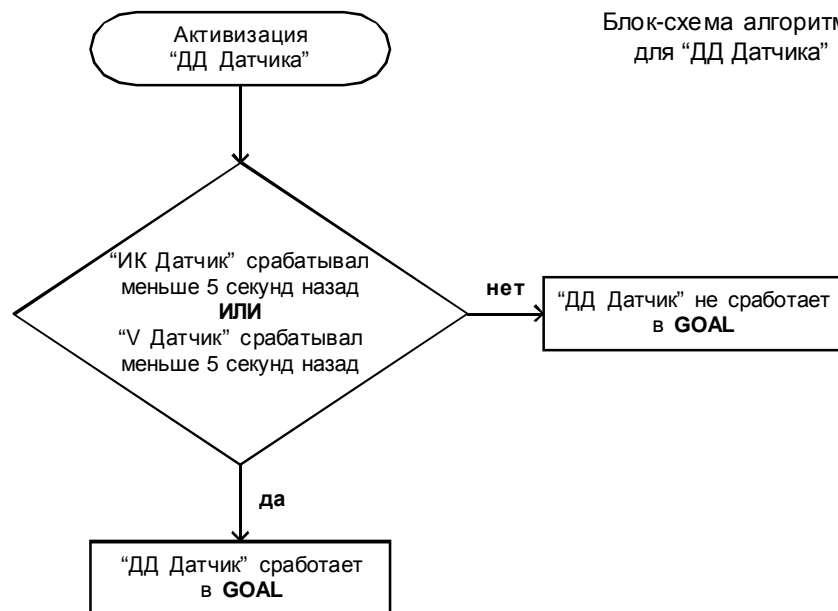 Активизация
“ДД Датчика”
Блок-схема алгоритм
для “ДД Датчика”
“ИК Датчик” срабатывал
меньше 5 секунд назад
ИЛИ
“V Датчик” срабатывал
меньше 5 секунд назад
нет
“ДД Датчик” не сработает
в GOAL
да
“ДД Датчик” сработает
в GOAL